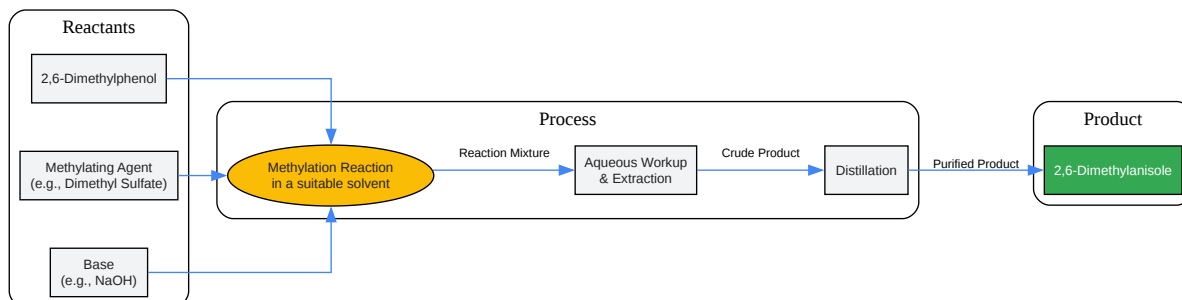 Reactants
2,6-Dimethylphenol
Methylating Agent
(e.g., Dimethyl Sulfate)
Base
(e.g., NaOH)
Process
Methylation Reaction
in a suitable solvent
Reaction Mixture
Aqueous Workup
& Extraction
Crude Product
Distillation
Purified Product
Product
2,6-Dimethylanisole